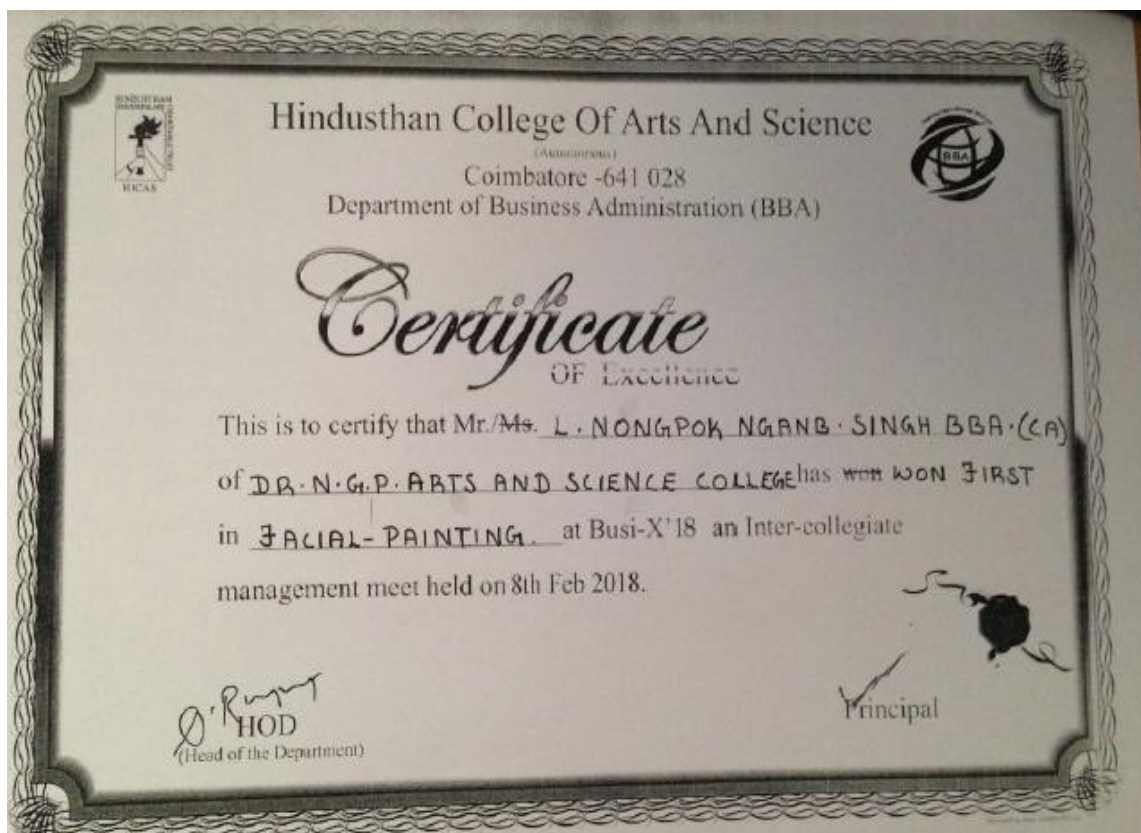 HICAS
BBA
Hindusthan College Of Arts And Science
(Autonomous)
Coimbatore -641 028
Department of Business Administration (BBA)
Certificate
OF Excellence
This is to certify that Mr./Ms. L. NONGPOK NGANB. SINGH BBA.(CA)
of DR.N.G.P. ARTS AND SCIENCE COLLEGE has won WON FIRST
in FACIAL-PAINTING. at Busi-X'18 an Inter-collegiate
management meet held on 8th Feb 2018.
HOD
(Head of the Department)
Principal